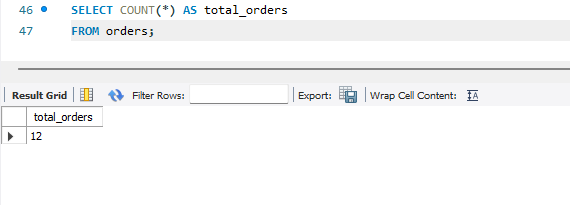 46 SELECT COUNT(*) AS total_orders
47 FROM orders;
Result Grid Filter Rows: Export: Wrap Cell Content:
total_orders
12